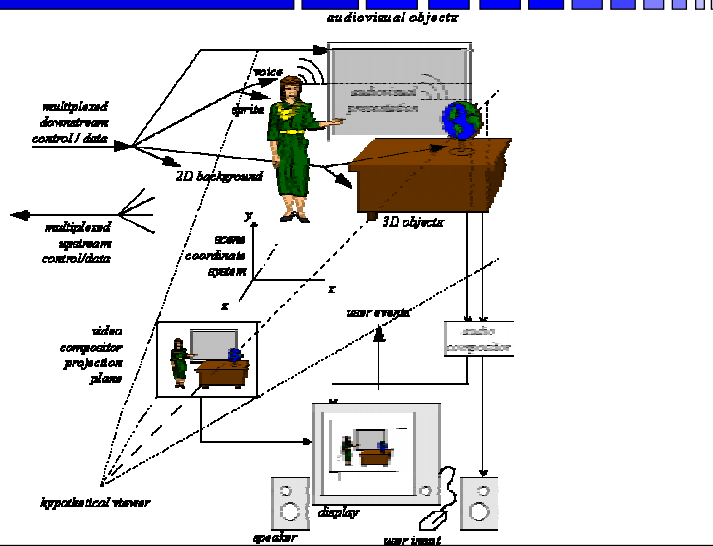 audiovisual objects
voice
sprite
audiovisual
presentation
multiplexed
downstream
control / data
2D background
3D objects
multiplexed
upstream
control/data
y
scene
coordinate
system
x
z
user events
audio
compositor
video
compositor
projection
plane
hypothetical viewer
display
speaker
user input